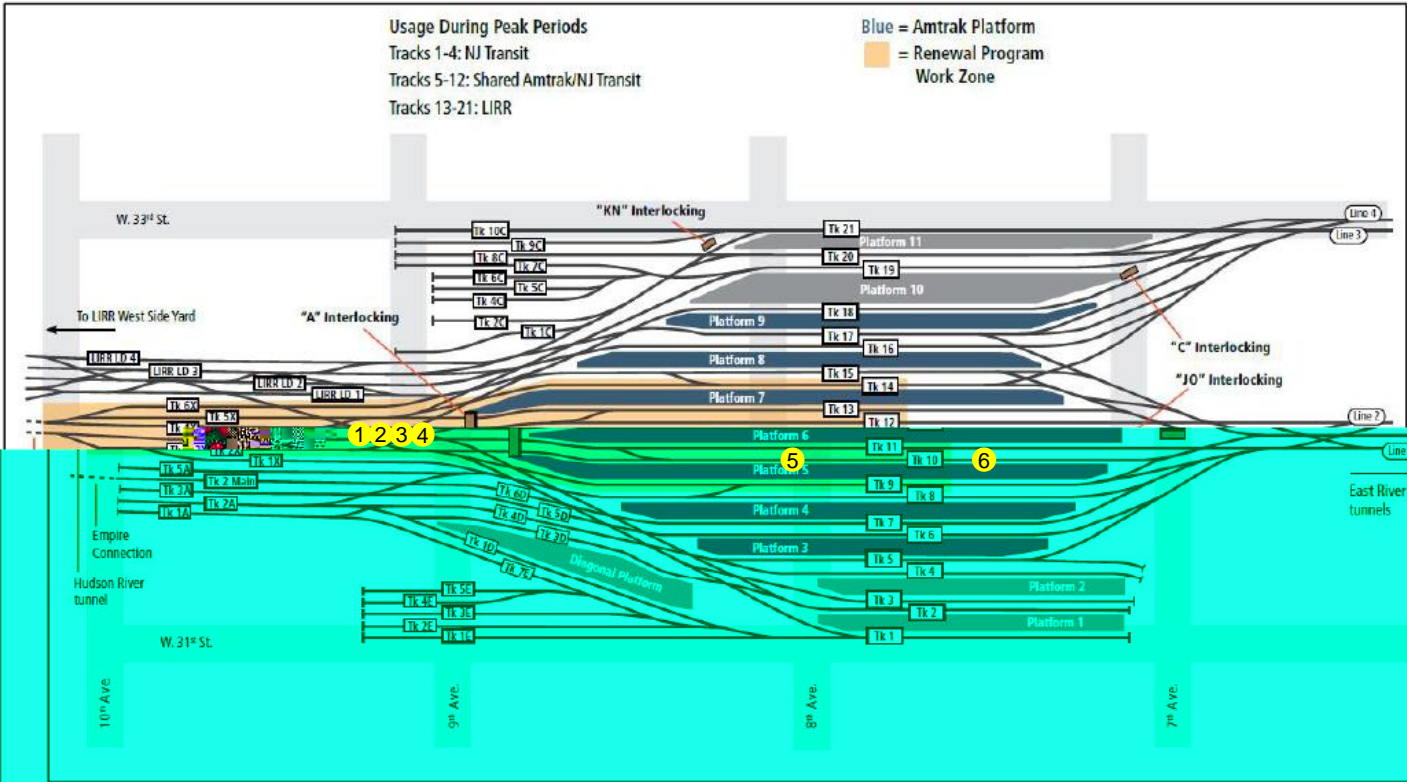 Usage During Peak Periods
Tracks 1-4: NJ Transit
Tracks 5-12: Shared Amtrak/NJ Transit
Tracks 13-21: LIRR
Blue = Amtrak Platform
= Renewal Program
Work Zone
W. 33rd St.
"KN" Interlocking
Line 4
Line 3
Tk 10C
Tk 9C
Tk 8C
Tk 7C
Tk 6C
Tk 5C
Tk 4C
Tk 2C
Tk 1C
Tk 21
Platform 11
Tk 20
Tk 19
Platform 10
Tk 18
Platform 9
Tk 17
Tk 16
Platform 8
Tk 15
Tk 14
Platform 7
Tk 13
Tk 12
To LIRR West Side Yard
"A" Interlocking
"C" Interlocking
"JO" Interlocking
LIRR LD 4
LIRR LD 3
LIRR LD 2
LIRR LD 1
Tk 6X
Tk 5X
Line 2
1 2 3 4
Platform 6
Tk 11
5
Tk 10
6
Line
Tk 1X
Platform 5
Tk 5A
Tk 2 Main
Tk 3A
Tk 2A
Tk 1A
Tk 9
Tk 8
Tk 6D
Tk 5D
Tk 4D
Tk 3D
Tk 1D
Tk 7E
Platform 4
Tk 7
Tk 6
Platform 3
Tk 5
Tk 4
East River
tunnels
Empire
Connection
Hudson River
tunnel
Diagonal Platform
Platform 2
Tk 3
Tk 2
Platform 1
Tk 1
Tk 5E
Tk 4E
Tk 3E
Tk 2E
Tk 1E
W. 31st St.
10th Ave.
9th Ave.
8th Ave.
7th Ave.